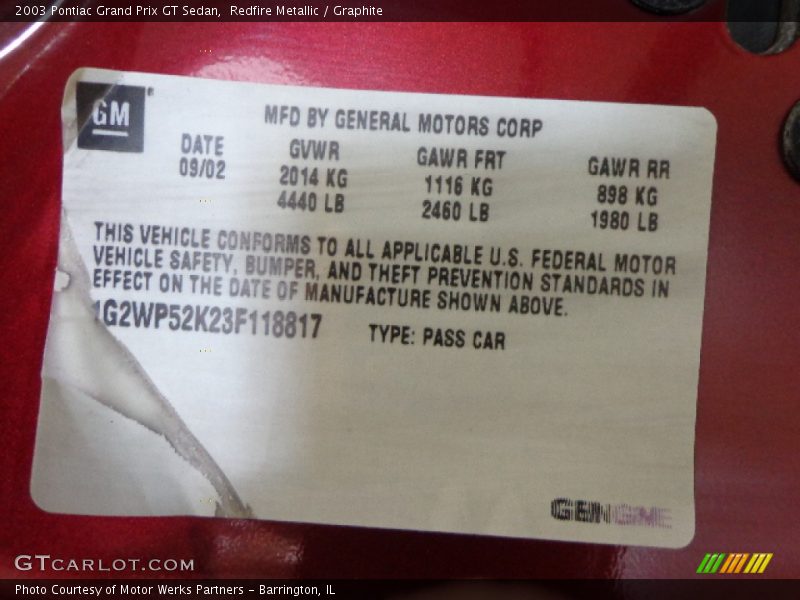 2003 Pontiac Grand Prix GT Sedan,  Redfire Metallic / Graphite
GM
MFD BY GENERAL MOTORS CORP
DATE GVWR GAWR FRT GAWR RR
09/02 2014 KG 1116 KG 898 KG
4440 LB 2460 LB 1980 LB
THIS VEHICLE CONFORMS TO ALL APPLICABLE U.S. FEDERAL MOTOR
VEHICLE SAFETY, BUMPER, AND THEFT PREVENTION STANDARDS IN
EFFECT ON THE DATE OF MANUFACTURE SHOWN ABOVE.
1G2WP52K23F118817 TYPE: PASS CAR
GTCARLOT.COM
Photo Courtesy of Motor Werks Partners – Barrington, IL